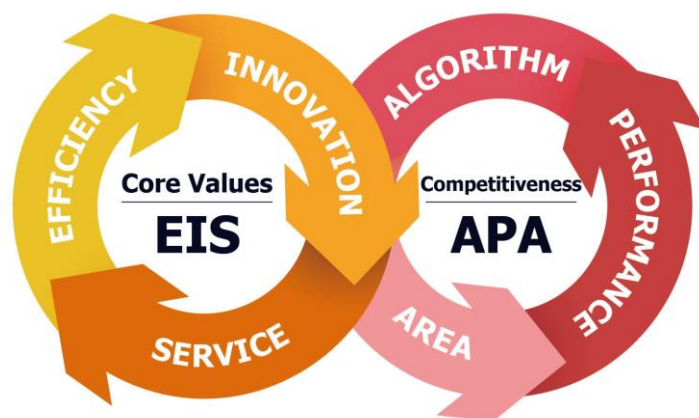 EFFICIENCY
INNOVATION
SERVICE
Core Values
EIS
ALGORITHM
PERFORMANCE
AREA
Competitiveness
APA